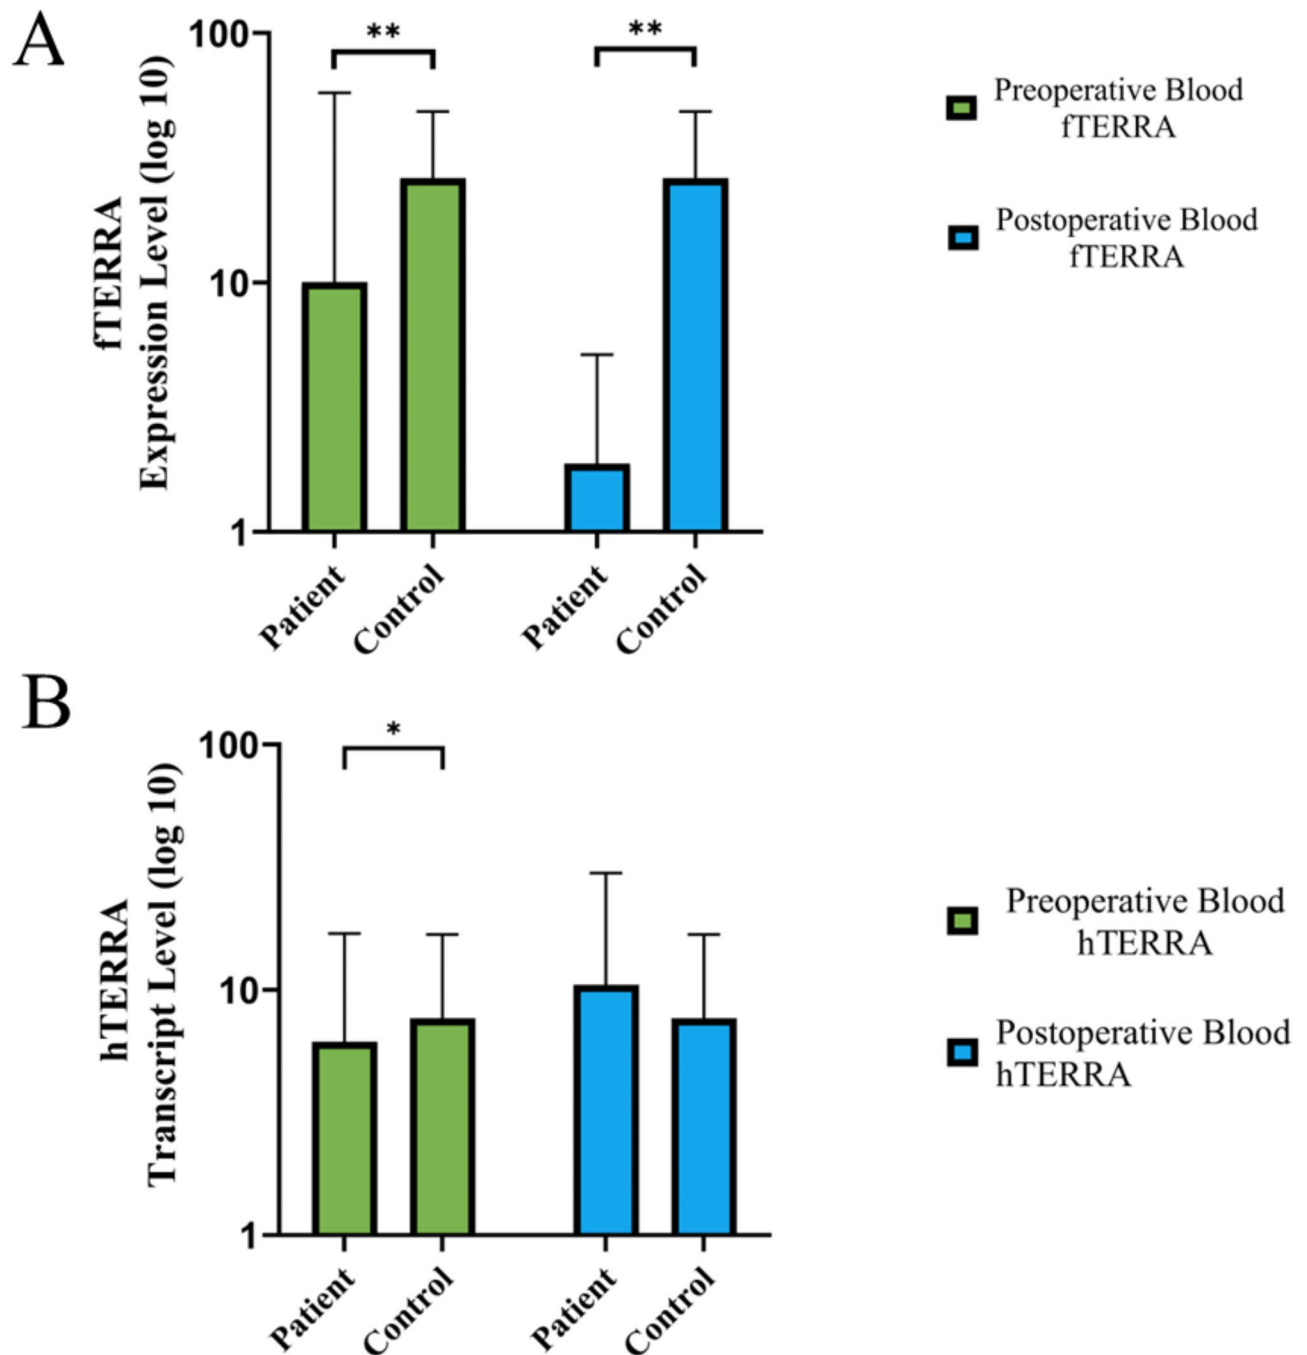 A
fTERRA
Expression Level (log 10)
100
10
1
**
**
Patient
Control
Patient
Control
Preoperative Blood
fTERRA
Postoperative Blood
fTERRA
B
hTERRA
Transcript Level (log 10)
100
10
1
*
Patient
Control
Patient
Control
Preoperative Blood
hTERRA
Postoperative Blood
hTERRA